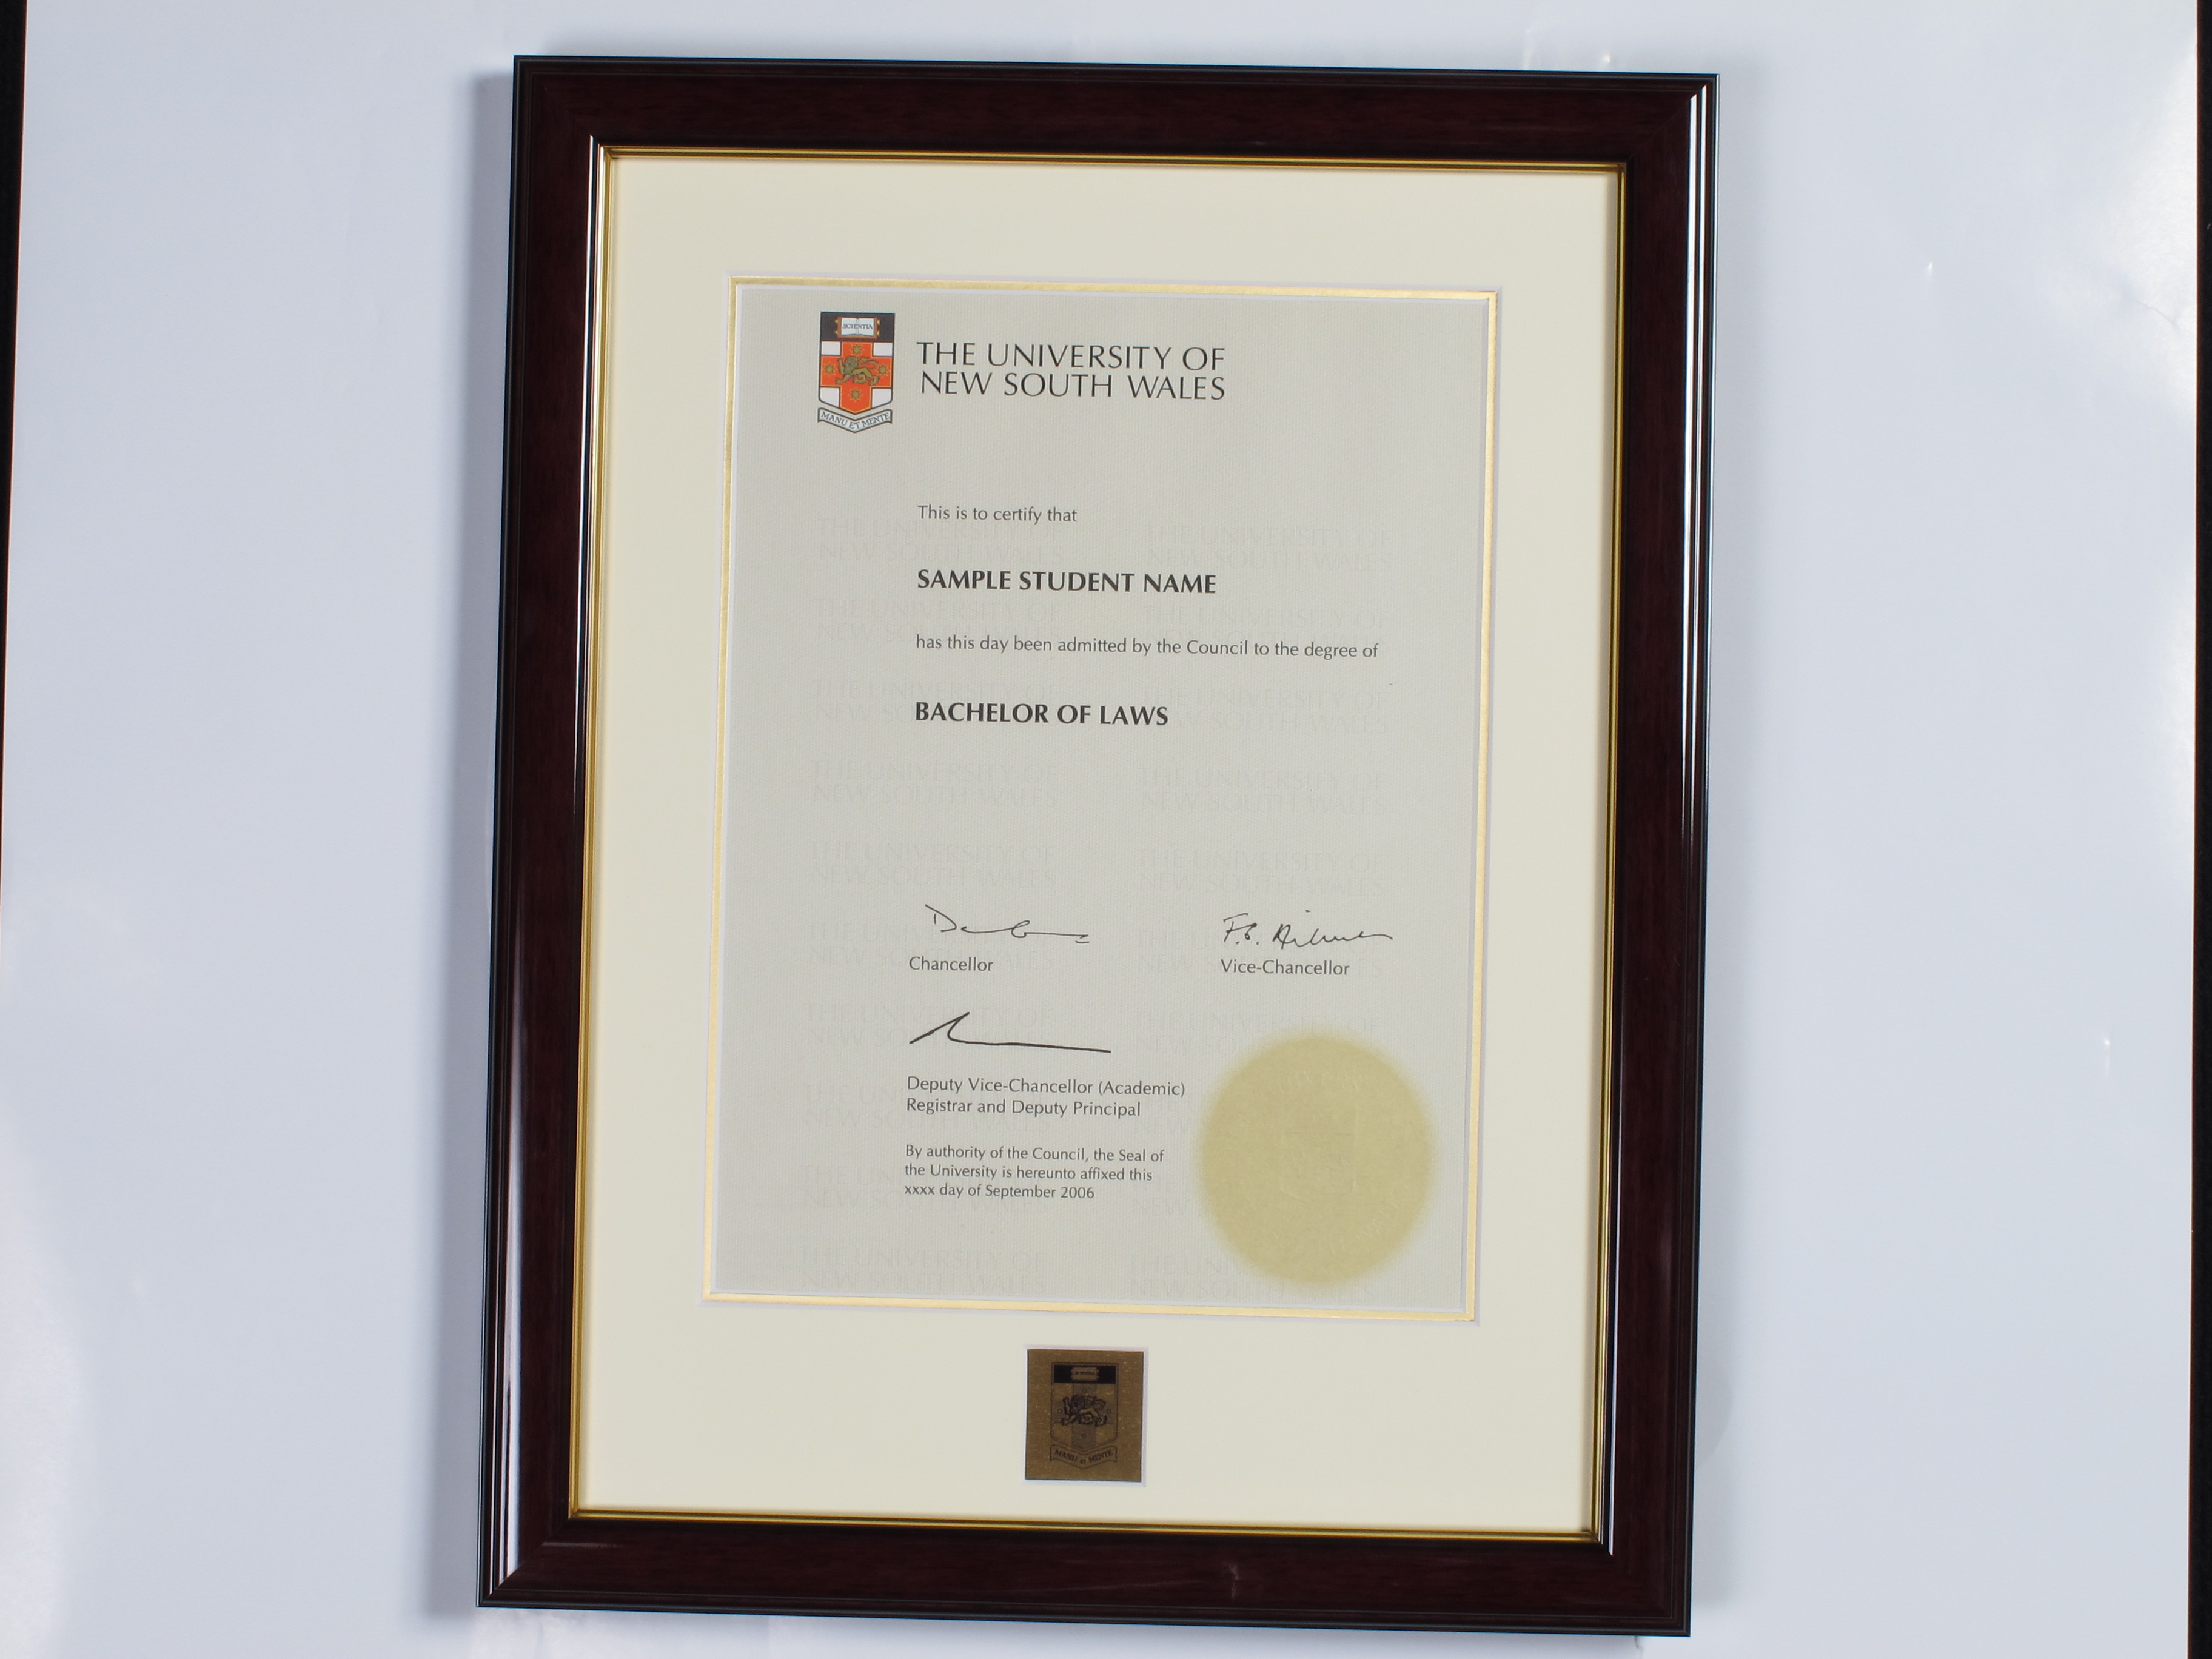 SCIENTIA
MANU ET MENTE
THE UNIVERSITY OF
NEW SOUTH WALES
This is to certify that
SAMPLE STUDENT NAME
has this day been admitted by the Council to the degree of
BACHELOR OF LAWS
Chancellor
F.G. Hilmer
Vice-Chancellor
Deputy Vice-Chancellor (Academic)
Registrar and Deputy Principal
By authority of the Council, the Seal of
the University is hereunto affixed this
xxxx day of September 2006
MANU ET MENTE